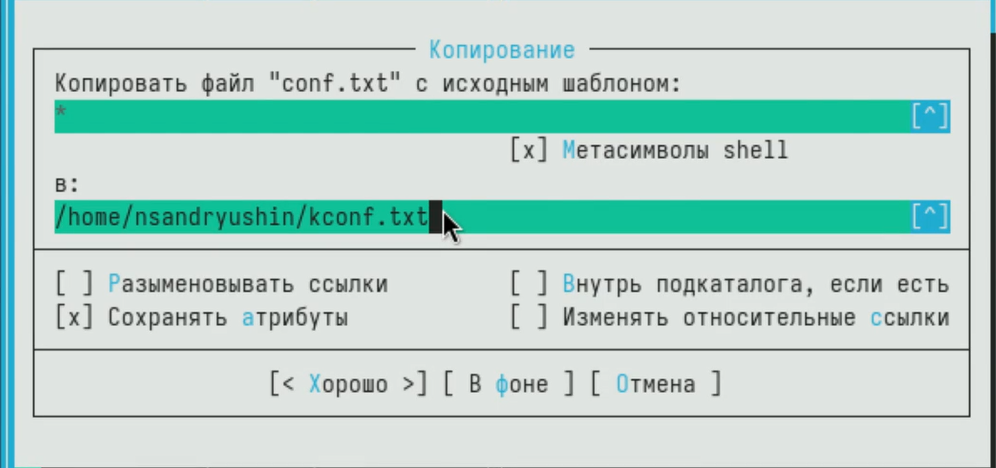 Копирование
Копировать файл "conf.txt" с исходным шаблоном:
* [^]
[x] Метасимволы shell
в:
/home/nsandryushin/kconf.txt [^]
[ ] Разыменовывать ссылки [ ] Внутрь подкаталога, если есть
[x] Сохранять атрибуты [ ] Изменять относительные ссылки
[< Хорошо >] [ В фоне ] [ Отмена ]